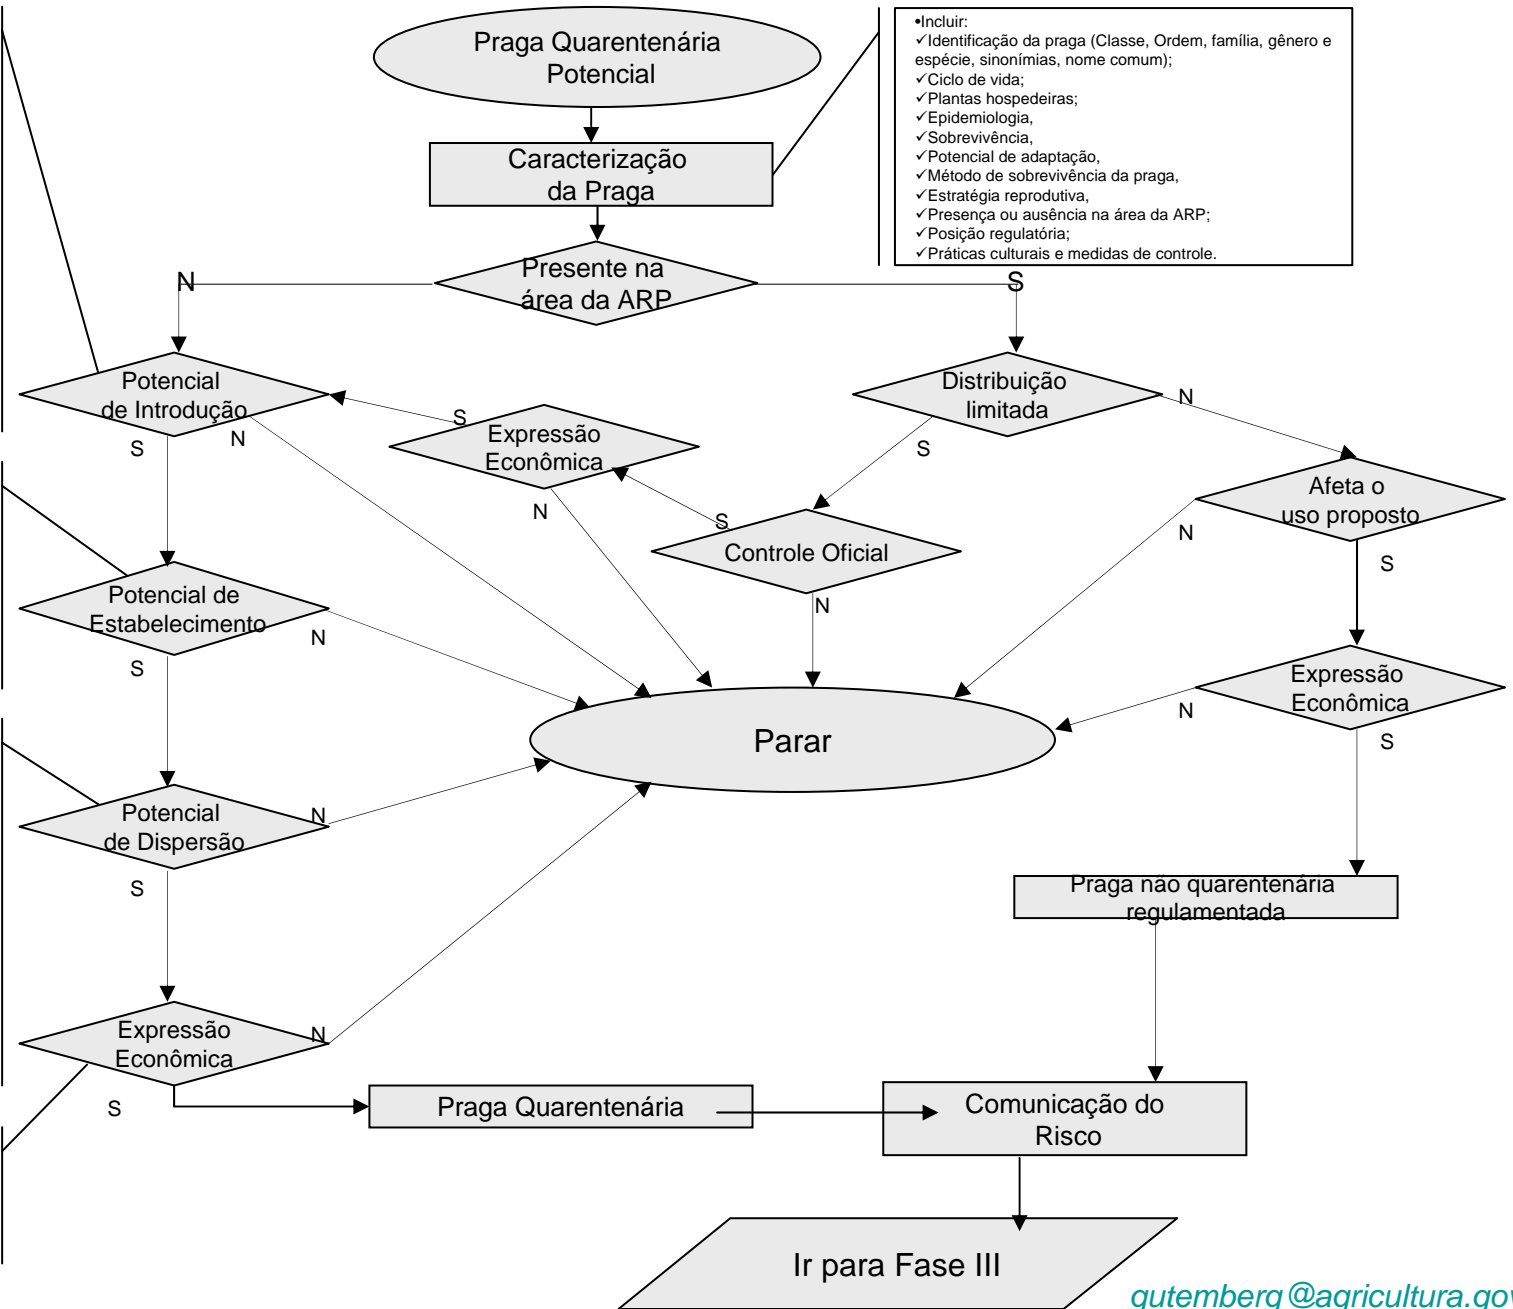 Praga Quarentenária
Potencial
•Incluir:
✓Identificação da praga (Classe, Ordem, família, gênero e
espécie, sinonímias, nome comum);
✓Ciclo de vida;
✓Plantas hospedeiras;
✓Epidemiologia,
✓Sobrevivência,
✓Potencial de adaptação,
✓Método de sobrevivência da praga,
✓Estratégia reprodutiva,
✓Presença ou ausência na área da ARP;
✓Posição regulatória;
✓Práticas culturais e medidas de controle.
Caracterização
da Praga
Presente na
área da ARP
N
S
Potencial
de Introdução
S
N
Expressão
Econômica
S
N
Distribuição
limitada
N
S
Controle Oficial
S
N
Afeta o
uso proposto
N
S
Potencial de
Estabelecimento
N
S
Expressão
Econômica
N
S
Parar
Potencial
de Dispersão
N
S
Praga não quarentenária
regulamentada
Expressão
Econômica
N
S
Praga Quarentenária
Comunicação do
Risco
Ir para Fase III
gutemberg@agricultura.gov